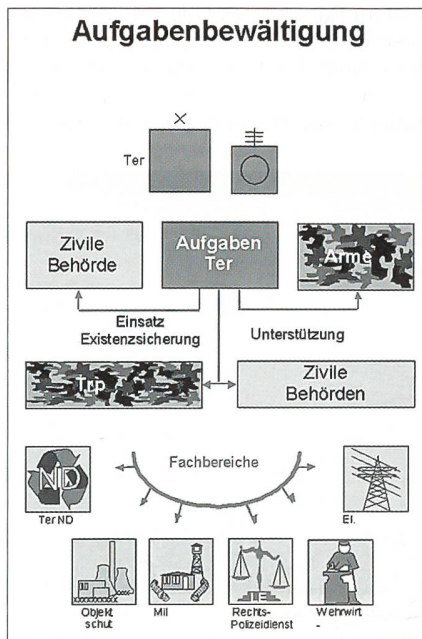 Aufgabenbewältigung
Ter
Zivile
Behörde
Aufgaben
Ter
Arme
Einsatz
Existenzsicherung
Unterstützung
Trp
Zivile
Behörden
Fachbereiche
ND
Ter ND
El.
Objekt
schut
Mil
Rechts-
Polizeidienst
Wehrwirt
-